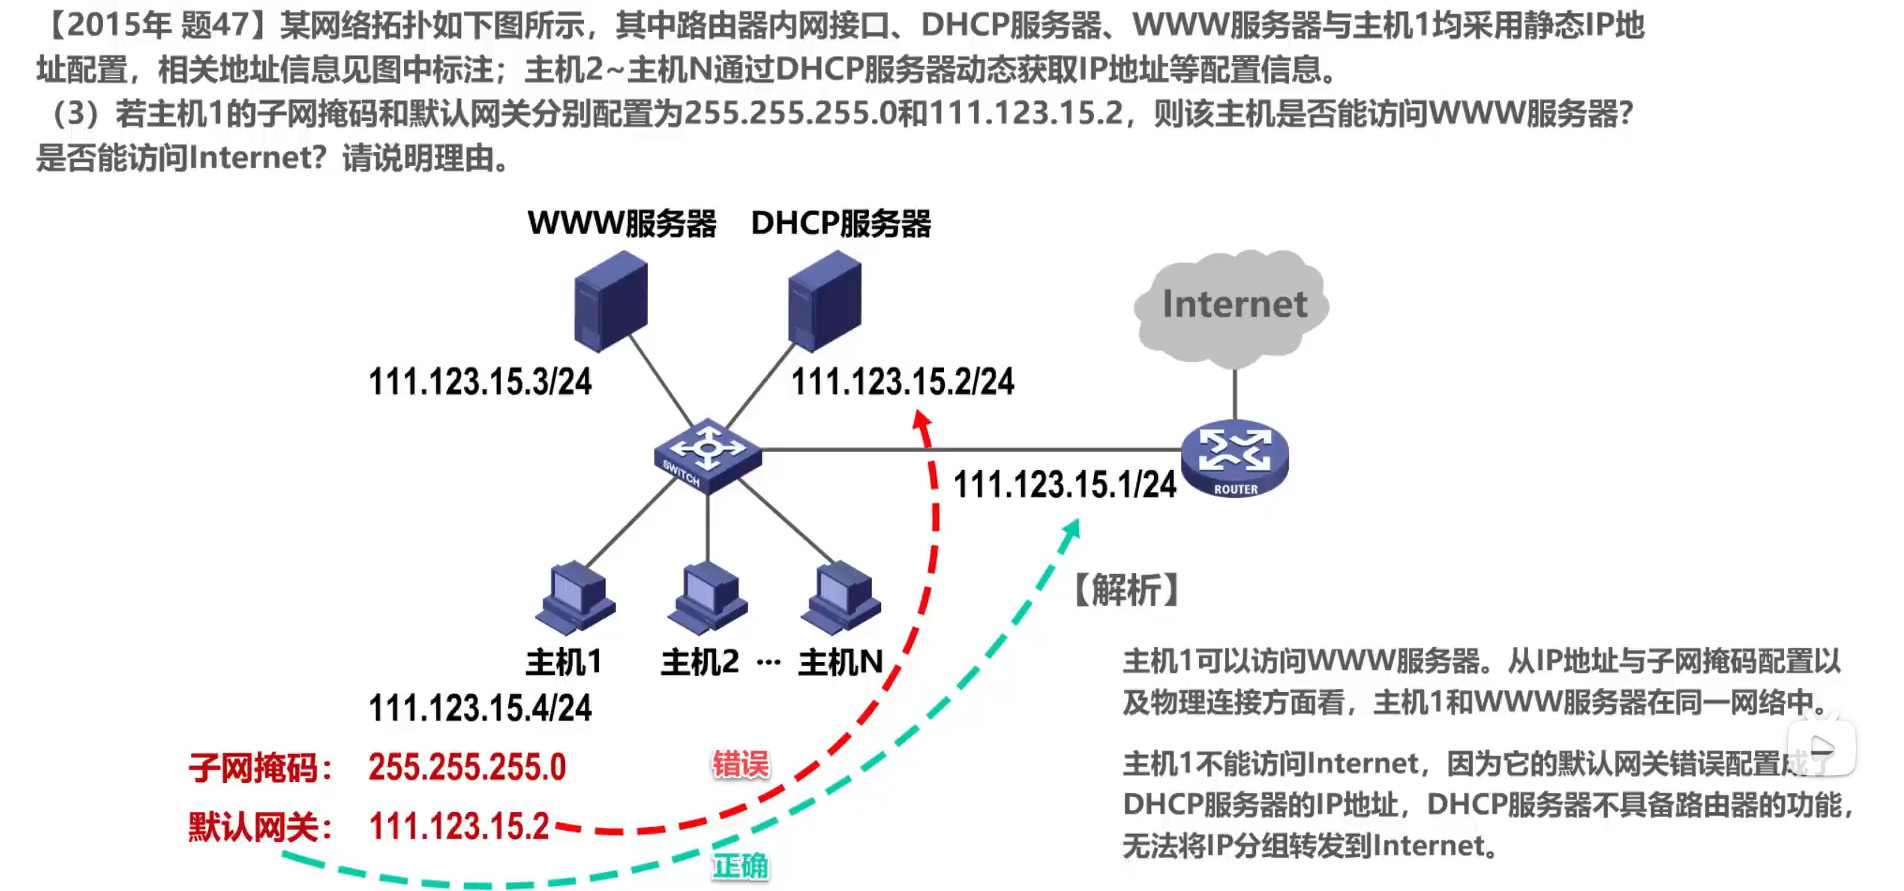 【2015年 题47】某网络拓扑如下图所示，其中路由器内网接口、DHCP服务器、WWW服务器与主机1均采用静态IP地
址配置，相关地址信息见图中标注；主机2~主机N通过DHCP服务器动态获取IP地址等配置信息。
（3）若主机1的子网掩码和默认网关分别配置为255.255.255.0和111.123.15.2，则该主机是否能访问WWW服务器？
是否能访问Internet？请说明理由。
WWW服务器 DHCP服务器
Internet
111.123.15.3/24 111.123.15.2/24
SWITCH
111.123.15.1/24
ROUTER
【解析】
主机1 主机2 ··· 主机N
111.123.15.4/24
主机1可以访问WWW服务器。从IP地址与子网掩码配置以
及物理连接方面看，主机1和WWW服务器在同一网络中。
子网掩码： 255.255.255.0
错误
默认网关： 111.123.15.2
正确
主机1不能访问Internet，因为它的默认网关错误配置成了
DHCP服务器的IP地址，DHCP服务器不具备路由器的功能，
无法将IP分组转发到Internet。